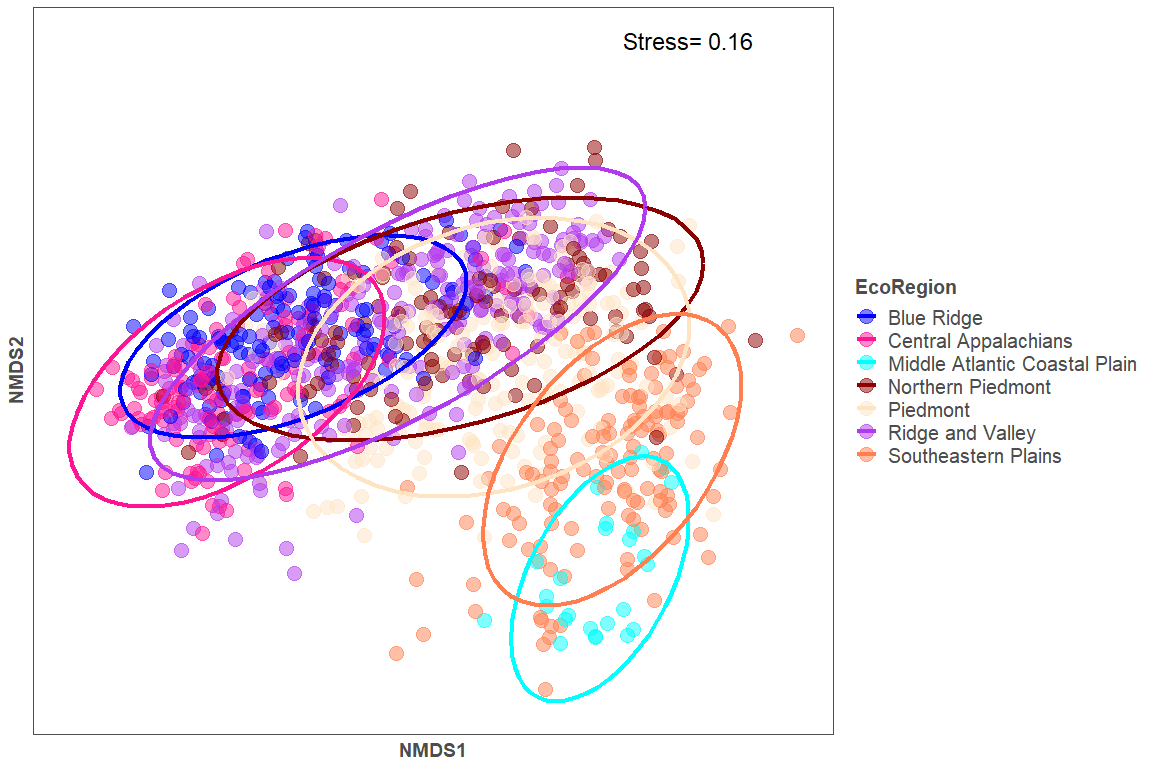 Stress= 0.16
NMDS2
NMDS1
EcoRegion
Blue Ridge
Central Appalachians
Middle Atlantic Coastal Plain
Northern Piedmont
Piedmont
Ridge and Valley
Southeastern Plains